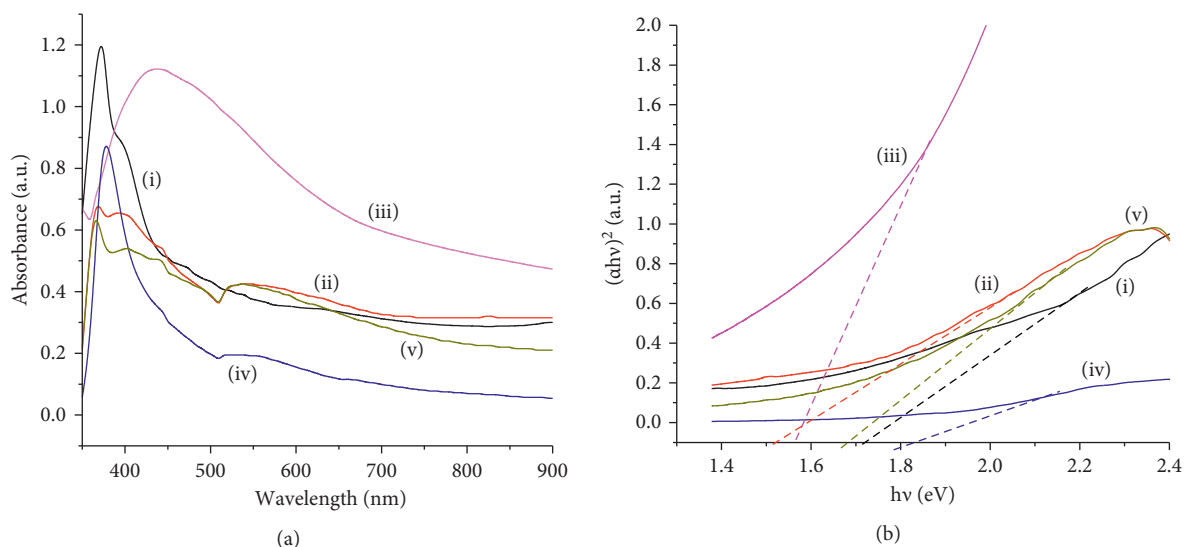 1.2
1.0
0.8
0.6
0.4
0.2
0.0
Absorbance (a.u.)
(i)
(iii)
(ii)
(v)
(iv)
400 500 600 700 800 900
Wavelength (nm)
(a)
2.0
1.8
1.6
1.4
1.2
1.0
0.8
0.6
0.4
0.2
0.0
(αhν)² (a.u.)
(iii)
(v)
(ii)
(i)
(iv)
1.4 1.6 1.8 2.0 2.2 2.4
hν (eV)
(b)